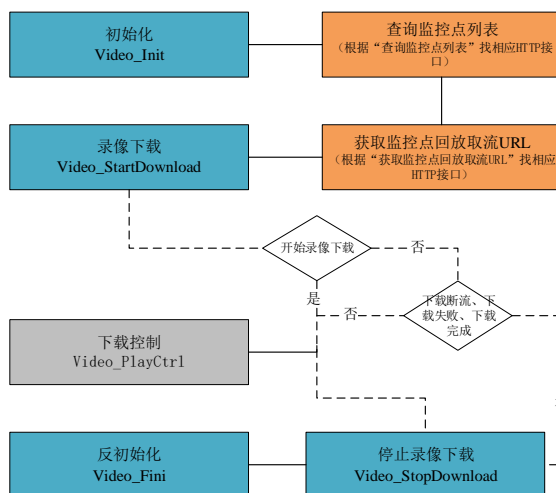 初始化
Video_Init
查询监控点列表
（根据“查询监控点列表”找相应HTTP接
口）
录像下载
Video_StartDownload
获取监控点回放取流URL
（根据“获取监控点回放取流URL”找相应
HTTP接口）
开始录像下载
否
是
否
下载断流、下
载失败、下载
完成
下载控制
Video_PlayCtrl
反初始化
Video_Fini
停止录像下载
Video_StopDownload